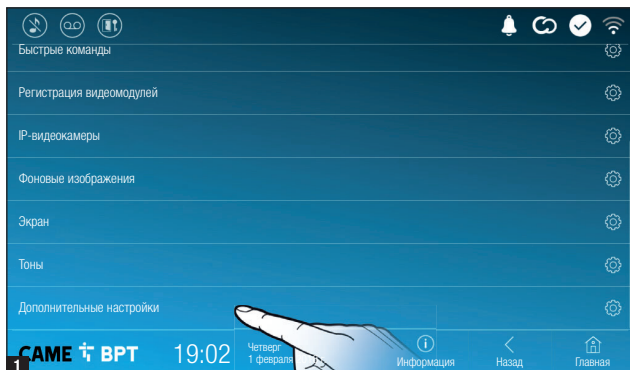 Быстрые команды
Регистрация видеомодулей
IP-видеокамеры
Фоновые изображения
Экран
Тоны
Дополнительные настройки
1
CAME BPT
19:02
Четверг
1 февраля
Информация
Назад
Главная